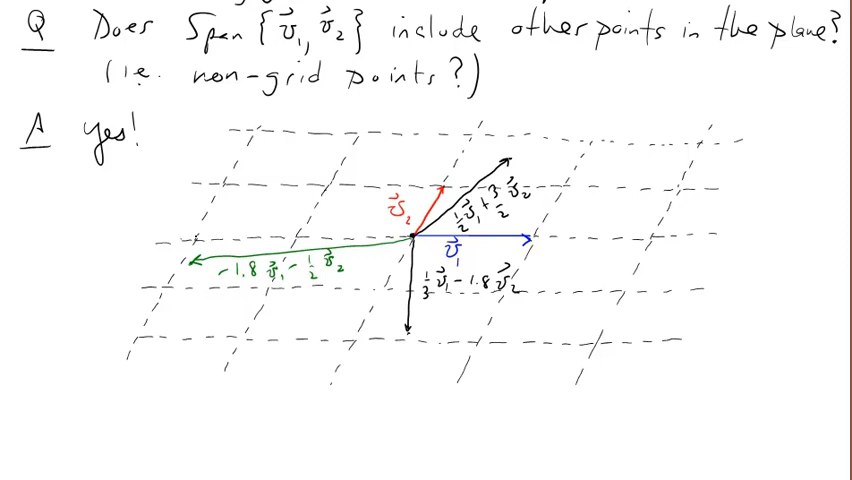 Q Does Span {v⃗₁, v⃗₂} include other points in the plane?
(i.e. non-grid points?)
A yes!
v⃗₂
½v⃗₁ + 3/2 v⃗₂
v⃗₁
-1.8 v⃗₁ - ½ v⃗₂
⅓ v⃗₁ - 1.8 v⃗₂